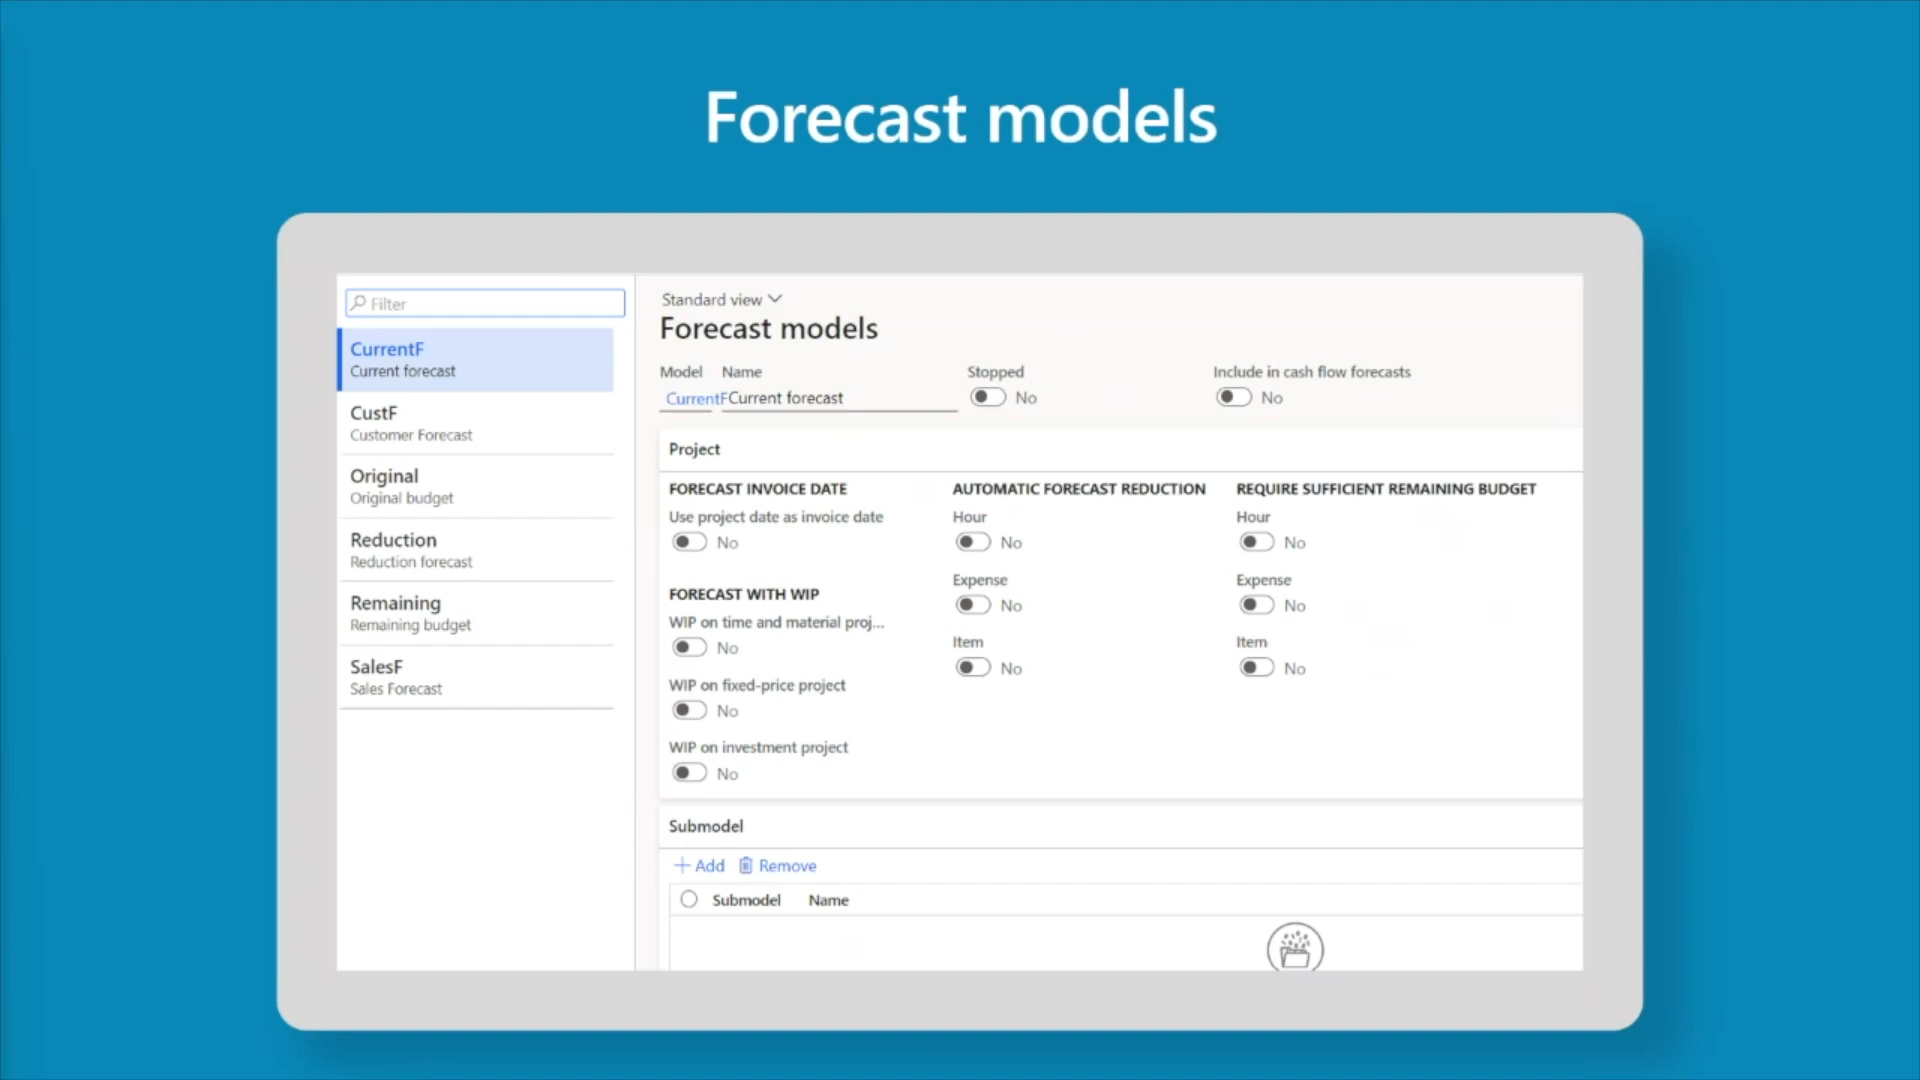 Forecast models
Filter
CurrentF
Current forecast
CustF
Customer Forecast
Original
Original budget
Reduction
Reduction forecast
Remaining
Remaining budget
SalesF
Sales Forecast
Standard view
Forecast models
Model Name Stopped Include in cash flow forecasts
CurrentF Current forecast No No
Project
FORECAST INVOICE DATE
Use project date as invoice date
No
FORECAST WITH WIP
WIP on time and material proj...
No
WIP on fixed-price project
No
WIP on investment project
No
AUTOMATIC FORECAST REDUCTION
Hour
No
Expense
No
Item
No
REQUIRE SUFFICIENT REMAINING BUDGET
Hour
No
Expense
No
Item
No
Submodel
Add Remove
Submodel Name